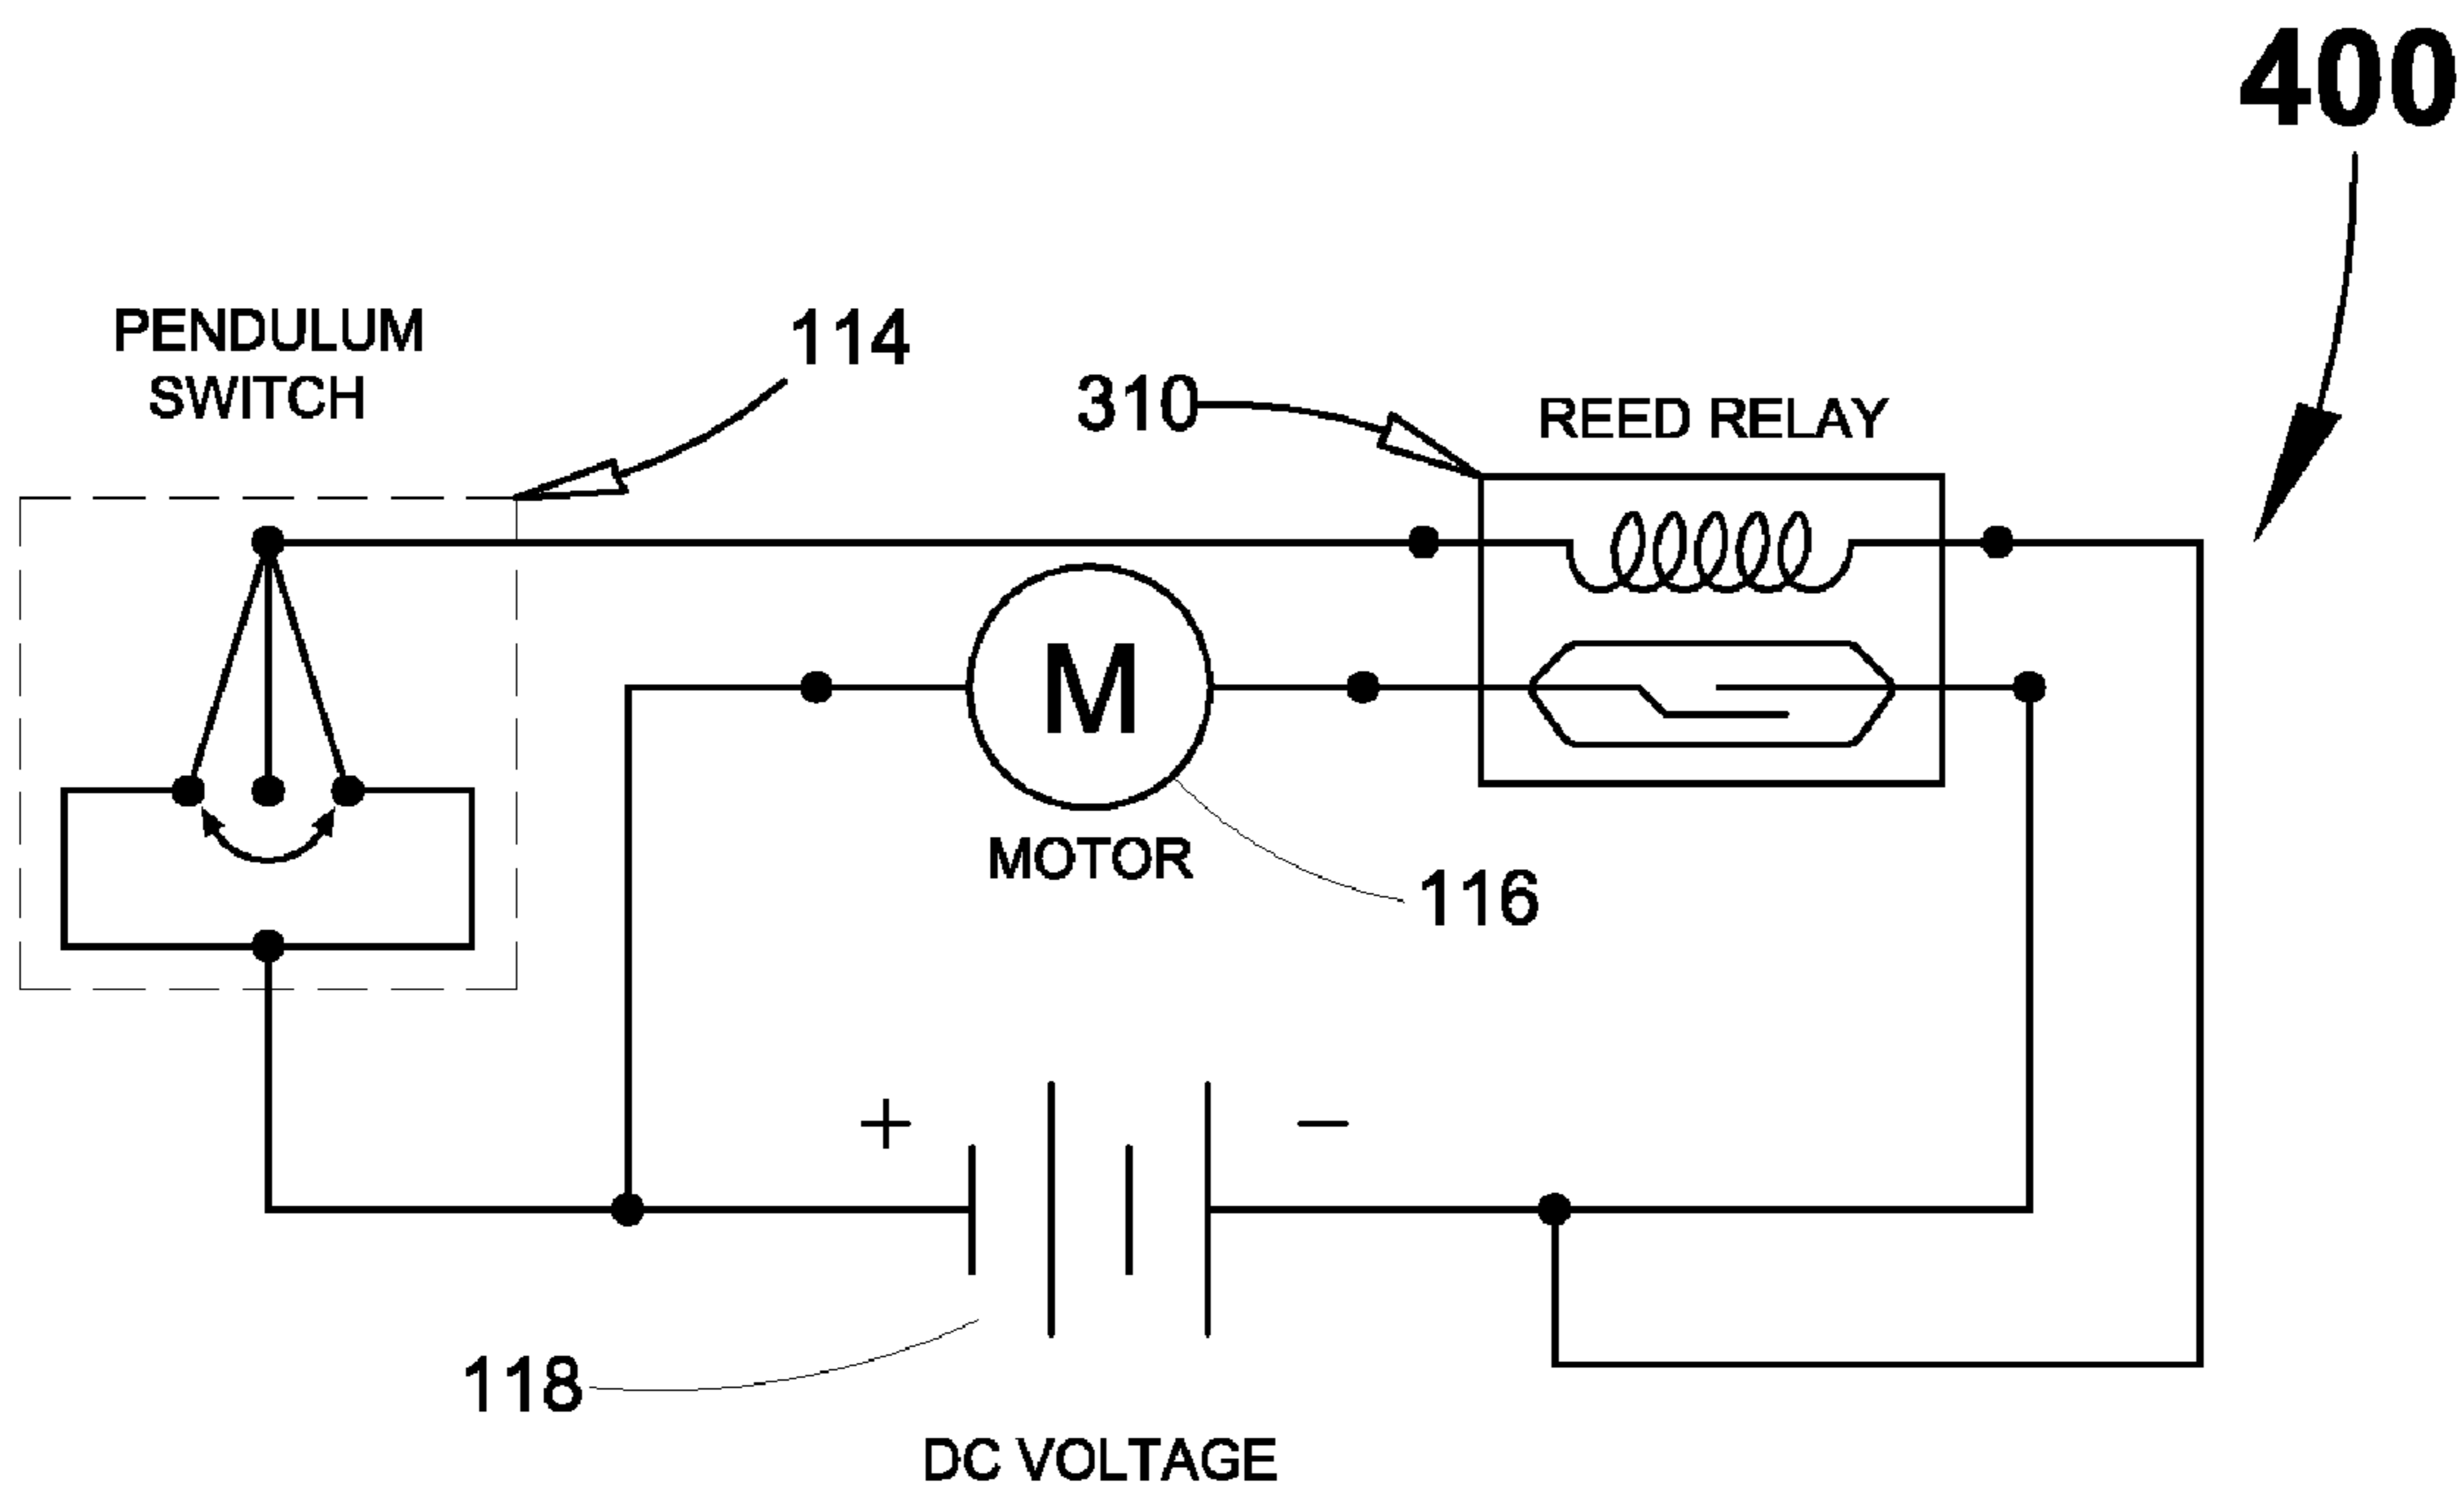 400
PENDULUM
SWITCH
114
310
REED RELAY
M
MOTOR
116
+
−
118
DC VOLTAGE